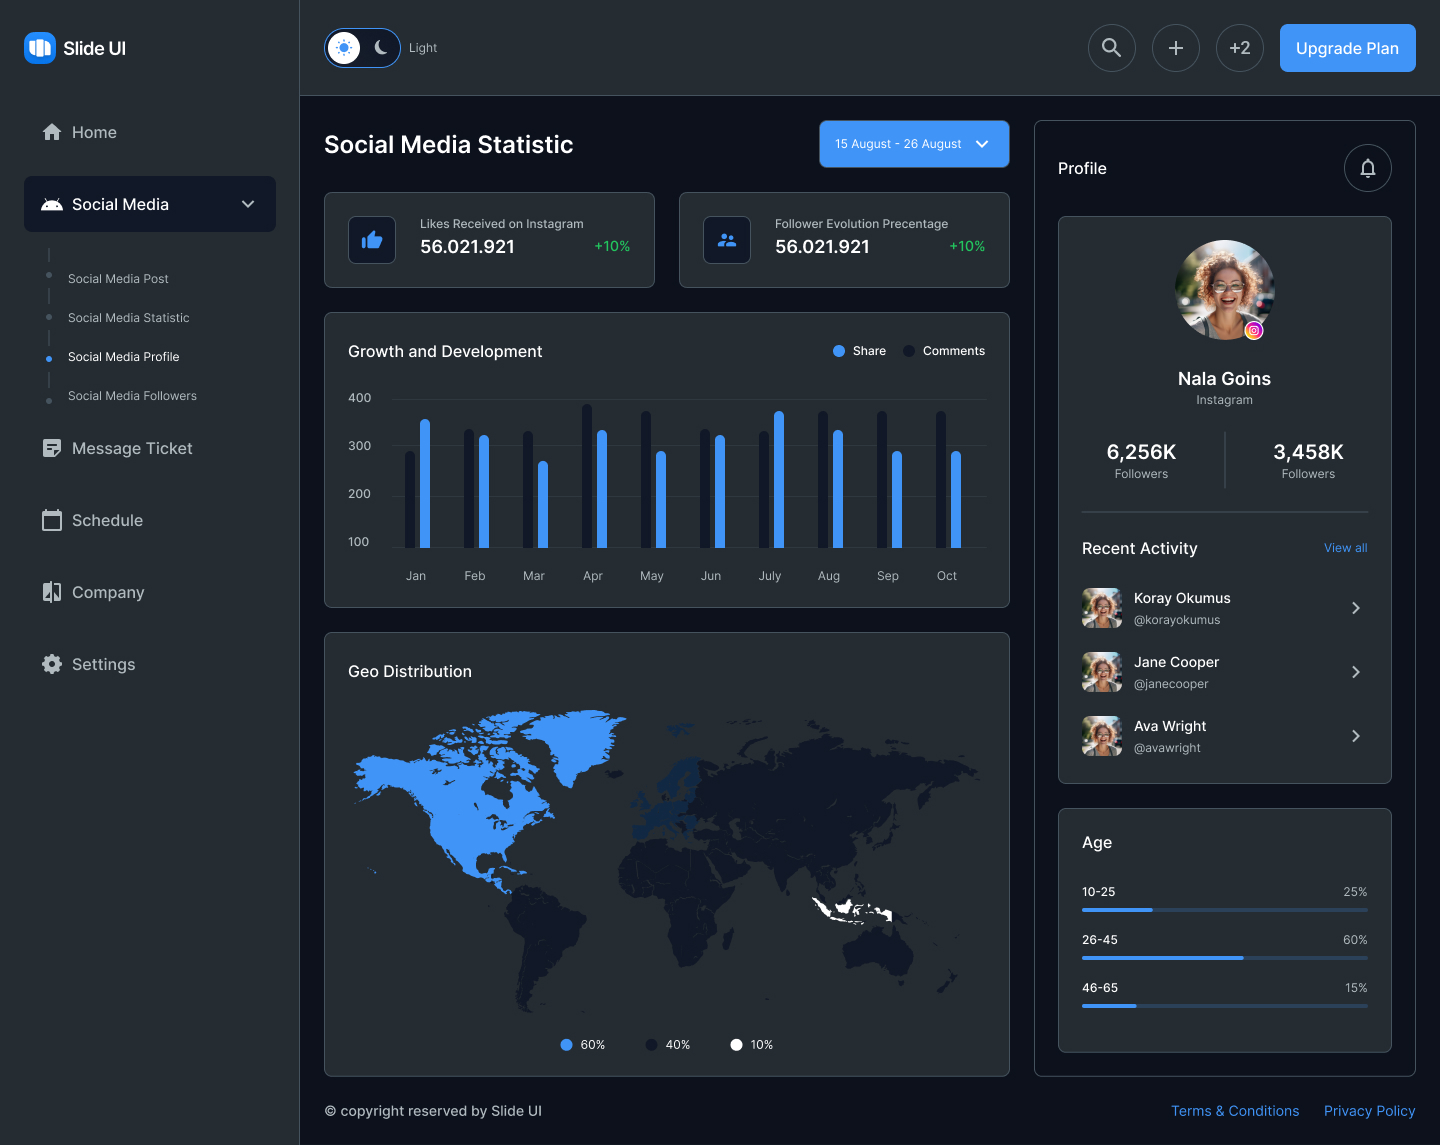 Slide UI
Home
Social Media
Social Media Post
Social Media Statistic
Social Media Profile
Social Media Followers
Message Ticket
Schedule
Company
Settings
Light
+2
Upgrade Plan
Social Media Statistic
15 August - 26 August
Likes Received on Instagram
56.021.921
+10%
Follower Evolution Precentage
56.021.921
+10%
Growth and Development
Share
Comments
400
300
200
100
Jan
Feb
Mar
Apr
May
Jun
July
Aug
Sep
Oct
Geo Distribution
60%
40%
10%
Profile
Nala Goins
Instagram
6,256K
Followers
3,458K
Followers
Recent Activity
View all
Koray Okumus
@korayokumus
Jane Cooper
@janecooper
Ava Wright
@avawright
Age
10-25
25%
26-45
60%
46-65
15%
© copyright reserved by Slide UI
Terms & Conditions
Privacy Policy